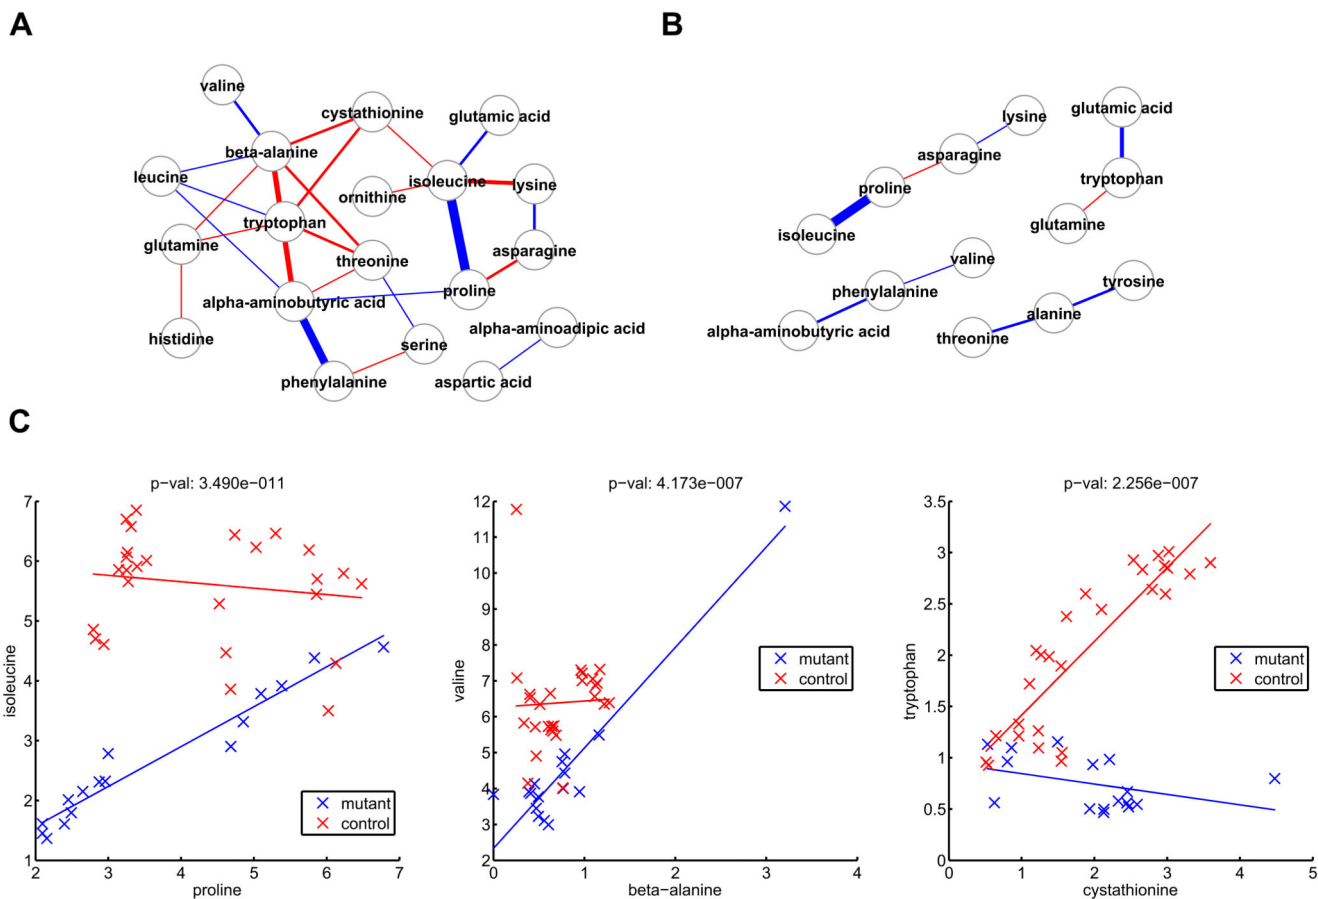 A
B
valine
cystathionine
glutamic acid
beta-alanine
leucine
ornithine
isoleucine
lysine
tryptophan
glutamine
threonine
asparagine
alpha-aminobutyric acid
proline
histidine
serine
alpha-aminoadipic acid
phenylalanine
aspartic acid
lysine
glutamic acid
asparagine
proline
tryptophan
isoleucine
glutamine
valine
phenylalanine
tyrosine
alpha-aminobutyric acid
alanine
threonine
C
p-val: 3.490e-011
isoleucine
7
6
5
4
3
2
1
2 3 4 5 6 7
proline
mutant
control
p-val: 4.173e-007
valine
12
11
10
9
8
7
6
5
4
3
2
0 1 2 3 4
beta-alanine
mutant
control
p-val: 2.256e-007
tryptophan
3.5
3
2.5
2
1.5
1
0.5
0
0 1 2 3 4 5
cystathionine
mutant
control